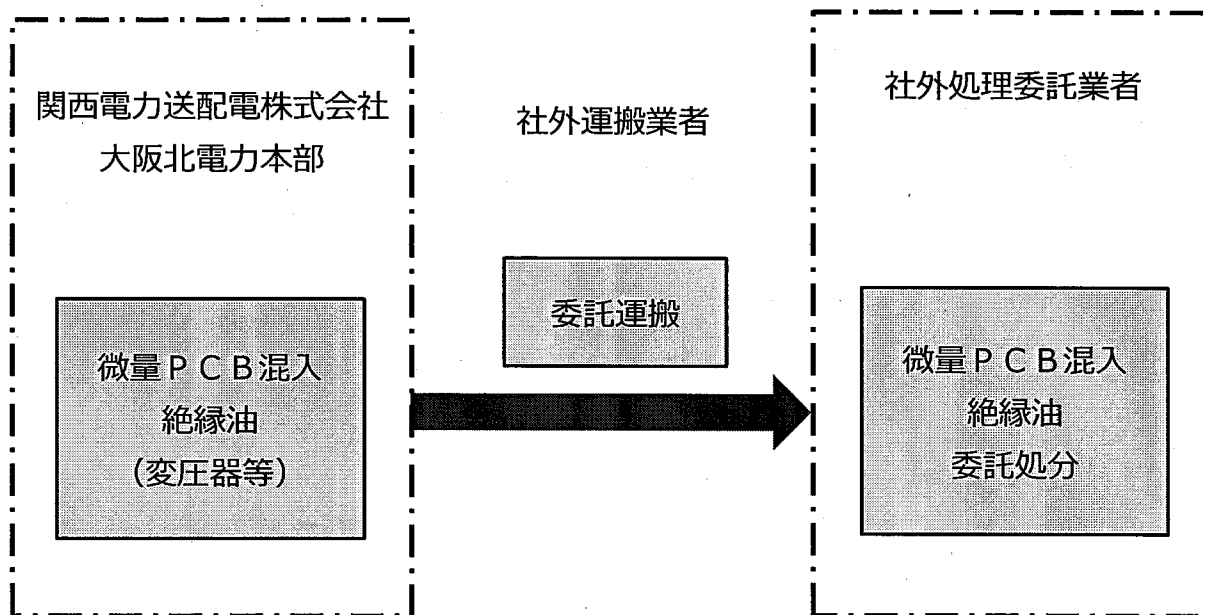 関西電力送配電株式会社
大阪北電力本部
微量ＰＣＢ混入
絶縁油
（変圧器等）
社外運搬業者
委託運搬
社外処理委託業者
微量ＰＣＢ混入
絶縁油
委託処分